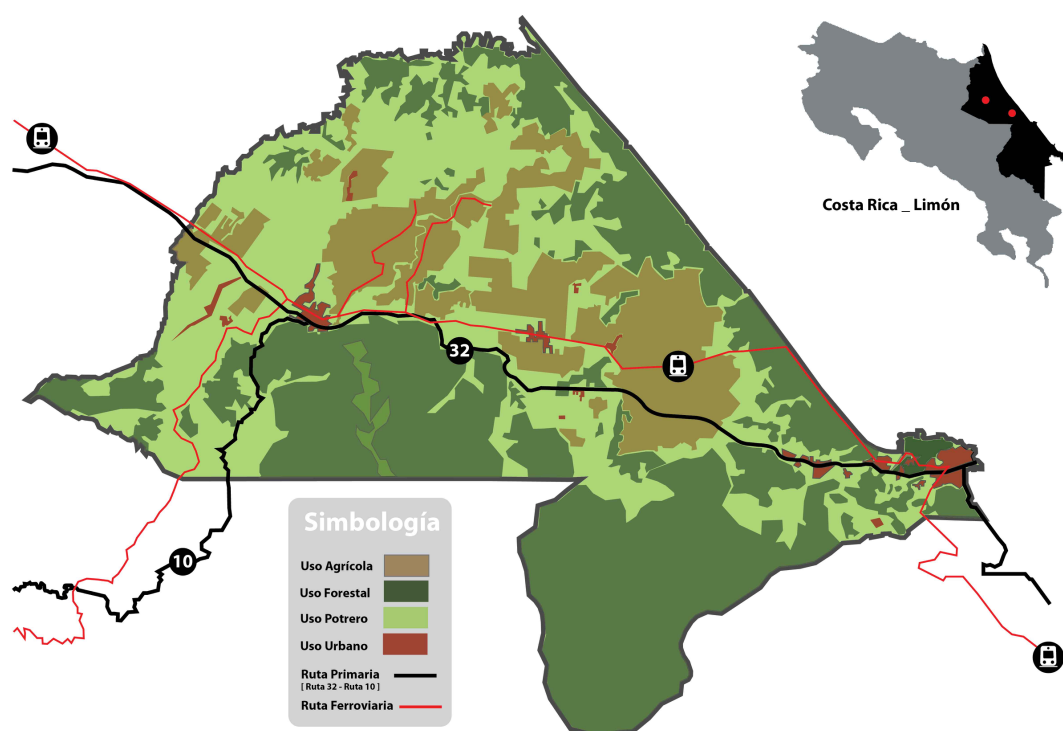 Costa Rica _ Limón
32
10
Simbología
Uso Agrícola
Uso Forestal
Uso Potrero
Uso Urbano
Ruta Primaria
[ Ruta 32 - Ruta 10 ]
Ruta Ferroviaria